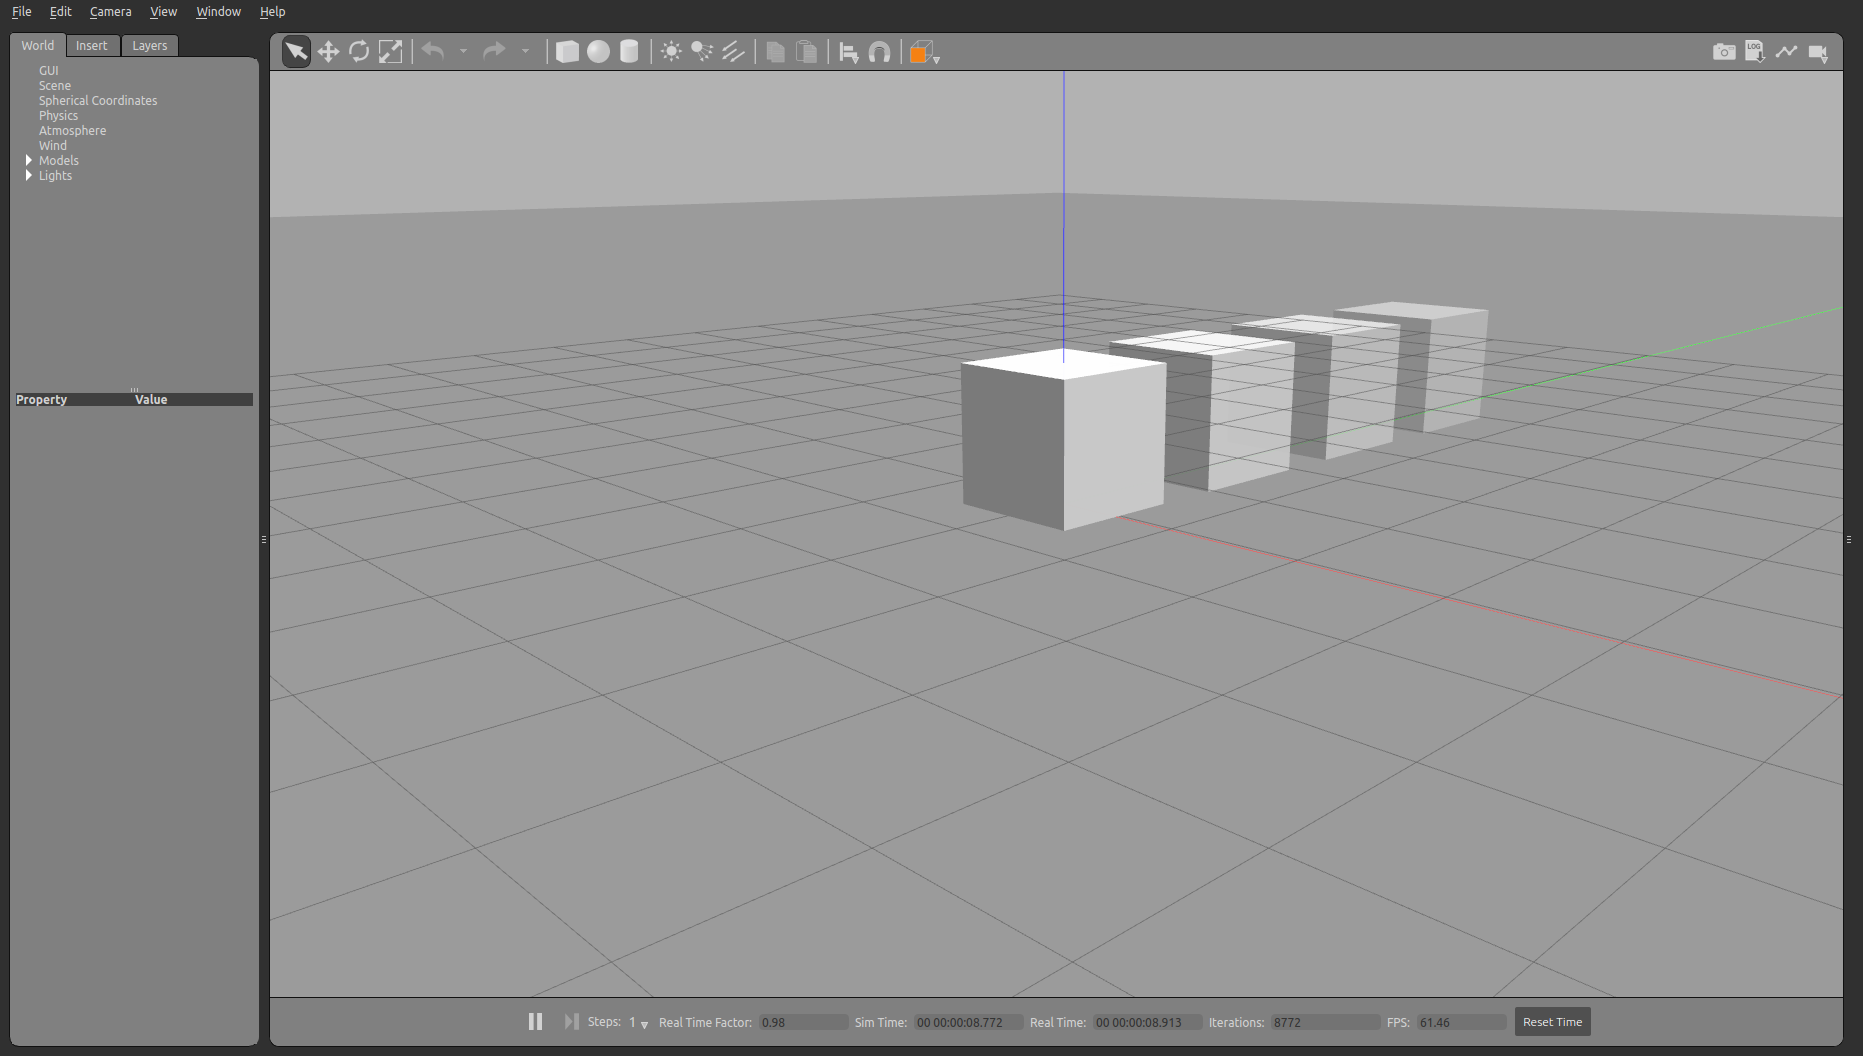 File Edit Camera View Window Help
World Insert Layers
LOG
GUI
Scene
Spherical Coordinates
Physics
Atmosphere
Wind
Models
Lights
Property Value
Steps: 1 Real Time Factor: 0.98 Sim Time: 00 00:00:08.772 Real Time: 00 00:00:08.913 Iterations: 8772 FPS: 61.46 Reset Time